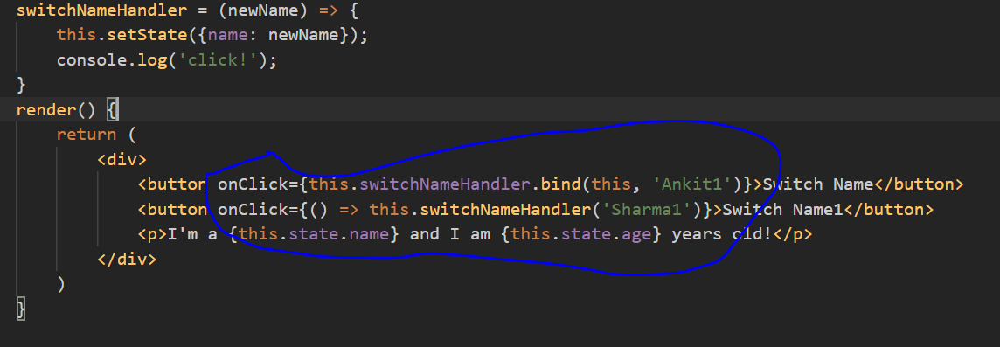 switchNameHandler = (newName) => {
this.setState({name: newName});
console.log('click!');
}
render() {
return (
<div>
<button onClick={this.switchNameHandler.bind(this, 'Ankit1')}>Switch Name</button>
<button onClick={() => this.switchNameHandler('Sharma1')}>Switch Name1</button>
<p>I'm a {this.state.name} and I am {this.state.age} years old!</p>
</div>
)
}